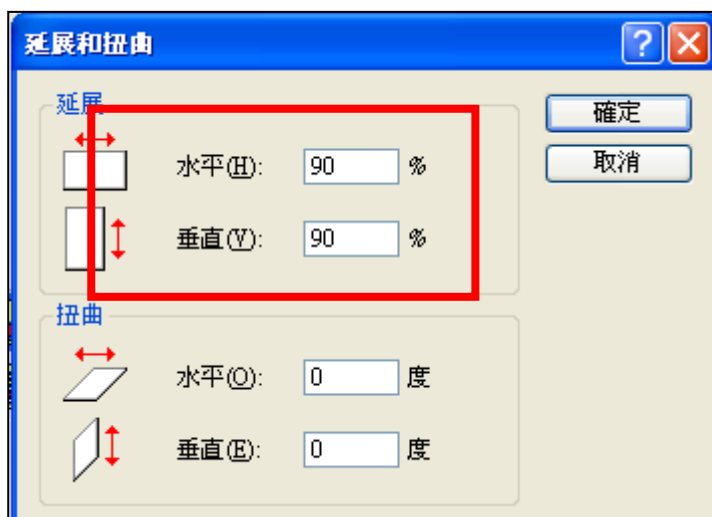 延展和扭曲
延展
水平(H): 90 %
垂直(V): 90 %
扭曲
水平(O): 0 度
垂直(E): 0 度
確定
取消